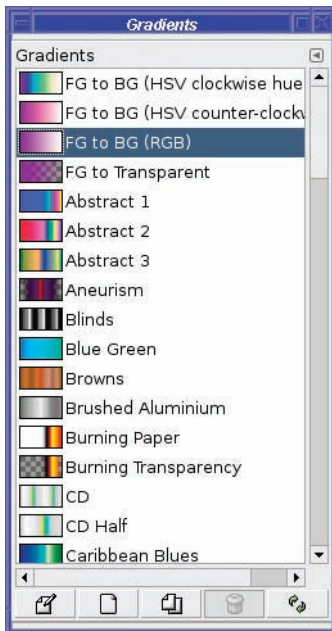 Gradients
Gradients
FG to BG (HSV clockwise hue
FG to BG (HSV counter-clockw
FG to BG (RGB)
FG to Transparent
Abstract 1
Abstract 2
Abstract 3
Aneurism
Blinds
Blue Green
Browns
Brushed Aluminium
Burning Paper
Burning Transparency
CD
CD Half
Caribbean Blues